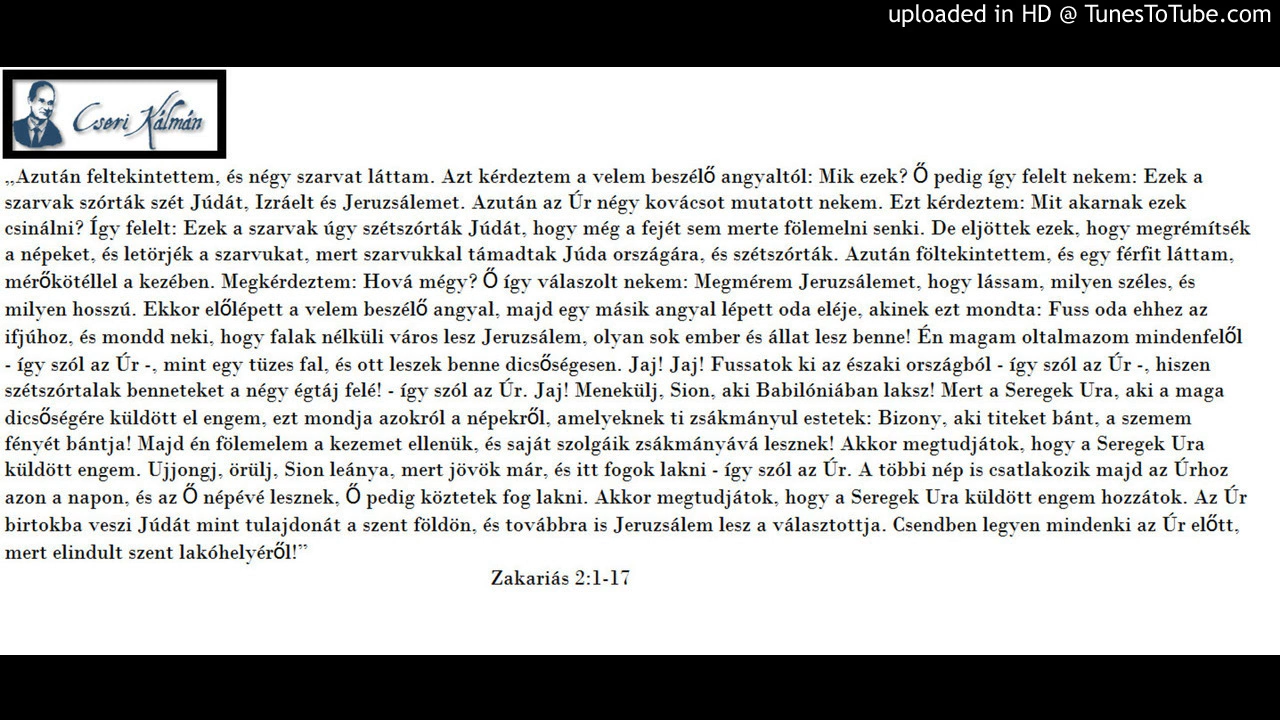 uploaded in HD @ TunesToTube.com
Cseri Kálmán
„Azután feltekintettem, és négy szarvat láttam. Azt kérdeztem a velem beszélő angyaltól: Mik ezek? Ő pedig így felelt nekem: Ezek a
szarvak szórták szét Júdát, Izráelt és Jeruzsálemet. Azután az Úr négy kovácsot mutatott nekem. Ezt kérdeztem: Mit akarnak ezek
csinálni? Így felelt: Ezek a szarvak úgy szétszórták Júdát, hogy még a fejét sem merte fölemelni senki. De eljöttek ezek, hogy megrémítsék
a népeket, és letörjék a szarvukat, mert szarvukkal támadtak Júda országára, és szétszórták. Azután föltekintettem, és egy férfit láttam,
mérőkötéllel a kezében. Megkérdeztem: Hová mégy? Ő így válaszolt nekem: Megmérem Jeruzsálemet, hogy lássam, milyen széles, és
milyen hosszú. Ekkor előlépett a velem beszélő angyal, majd egy másik angyal lépett oda eléje, akinek ezt mondta: Fuss oda ehhez az
ifjúhoz, és mondd neki, hogy falak nélküli város lesz Jeruzsálem, olyan sok ember és állat lesz benne! Én magam oltalmazom mindenfelől
- így szól az Úr -, mint egy tüzes fal, és ott leszek benne dicsőségesen. Jaj! Jaj! Fussatok ki az északi országból - így szól az Úr -, hiszen
szétszórtalak benneteket a négy égtáj felé! - így szól az Úr. Jaj! Menekülj, Sion, aki Babilóniában laksz! Mert a Seregek Ura, aki a maga
dicsőségére küldött el engem, ezt mondja azokról a népekről, amelyeknek ti zsákmányul estetek: Bizony, aki titeket bánt, a szemem
fényét bántja! Majd én fölemelem a kezemet ellenük, és saját szolgáik zsákmányává lesznek! Akkor megtudjátok, hogy a Seregek Ura
küldött engem. Ujjongj, örülj, Sion leánya, mert jövök már, és itt fogok lakni - így szól az Úr. A többi nép is csatlakozik majd az Úrhoz
azon a napon, és az Ő népévé lesznek, Ő pedig köztetek fog lakni. Akkor megtudjátok, hogy a Seregek Ura küldött engem hozzátok. Az Úr
birtokba veszi Júdát mint tulajdonát a szent földön, és továbbra is Jeruzsálem lesz a választottja. Csendben legyen mindenki az Úr előtt,
mert elindult szent lakóhelyéről!”
Zakariás 2:1-17